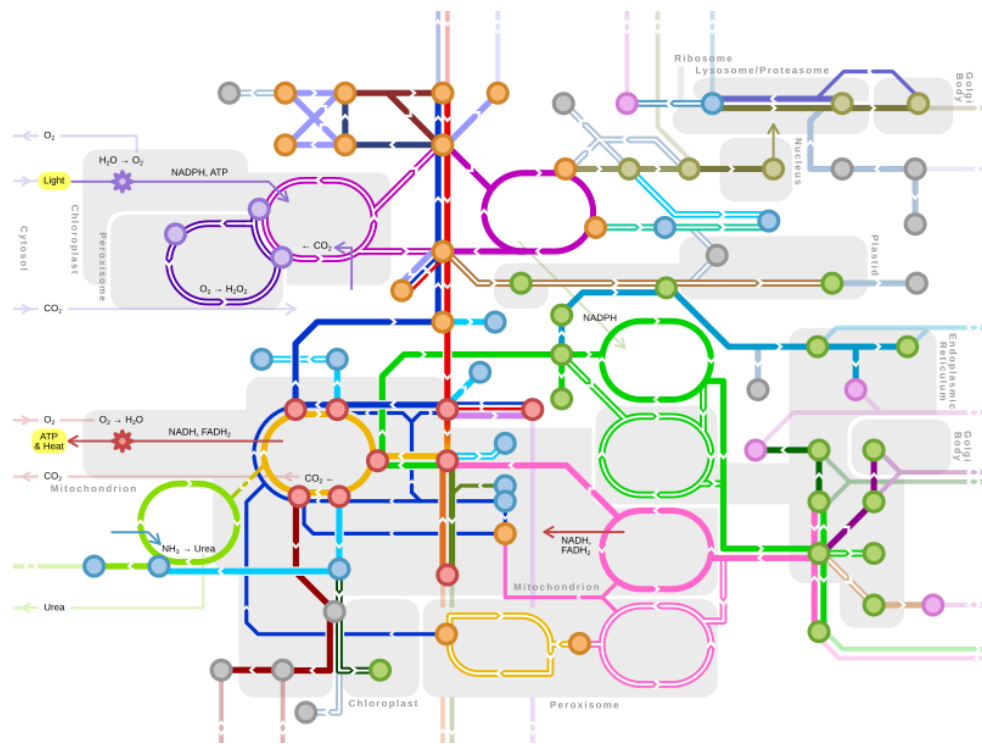 Ribosome
Lysosome/Proteasome
Golgi
Body
O₂
H₂O → O₂
Light
NADPH, ATP
Nucleus
Cytosol
Chloroplast
Peroxisome
← CO₂
O₂ → H₂O₂
Plastid
CO₂
NADPH
Endoplasmic
Reticulum
O₂
O₂ → H₂O
ATP
& Heat
NADH, FADH₂
Golgi
Body
CO₂
CO₂ ←
Mitochondrion
NH₃ → Urea
NADH,
FADH₂
Mitochondrion
Urea
Chloroplast
Peroxisome